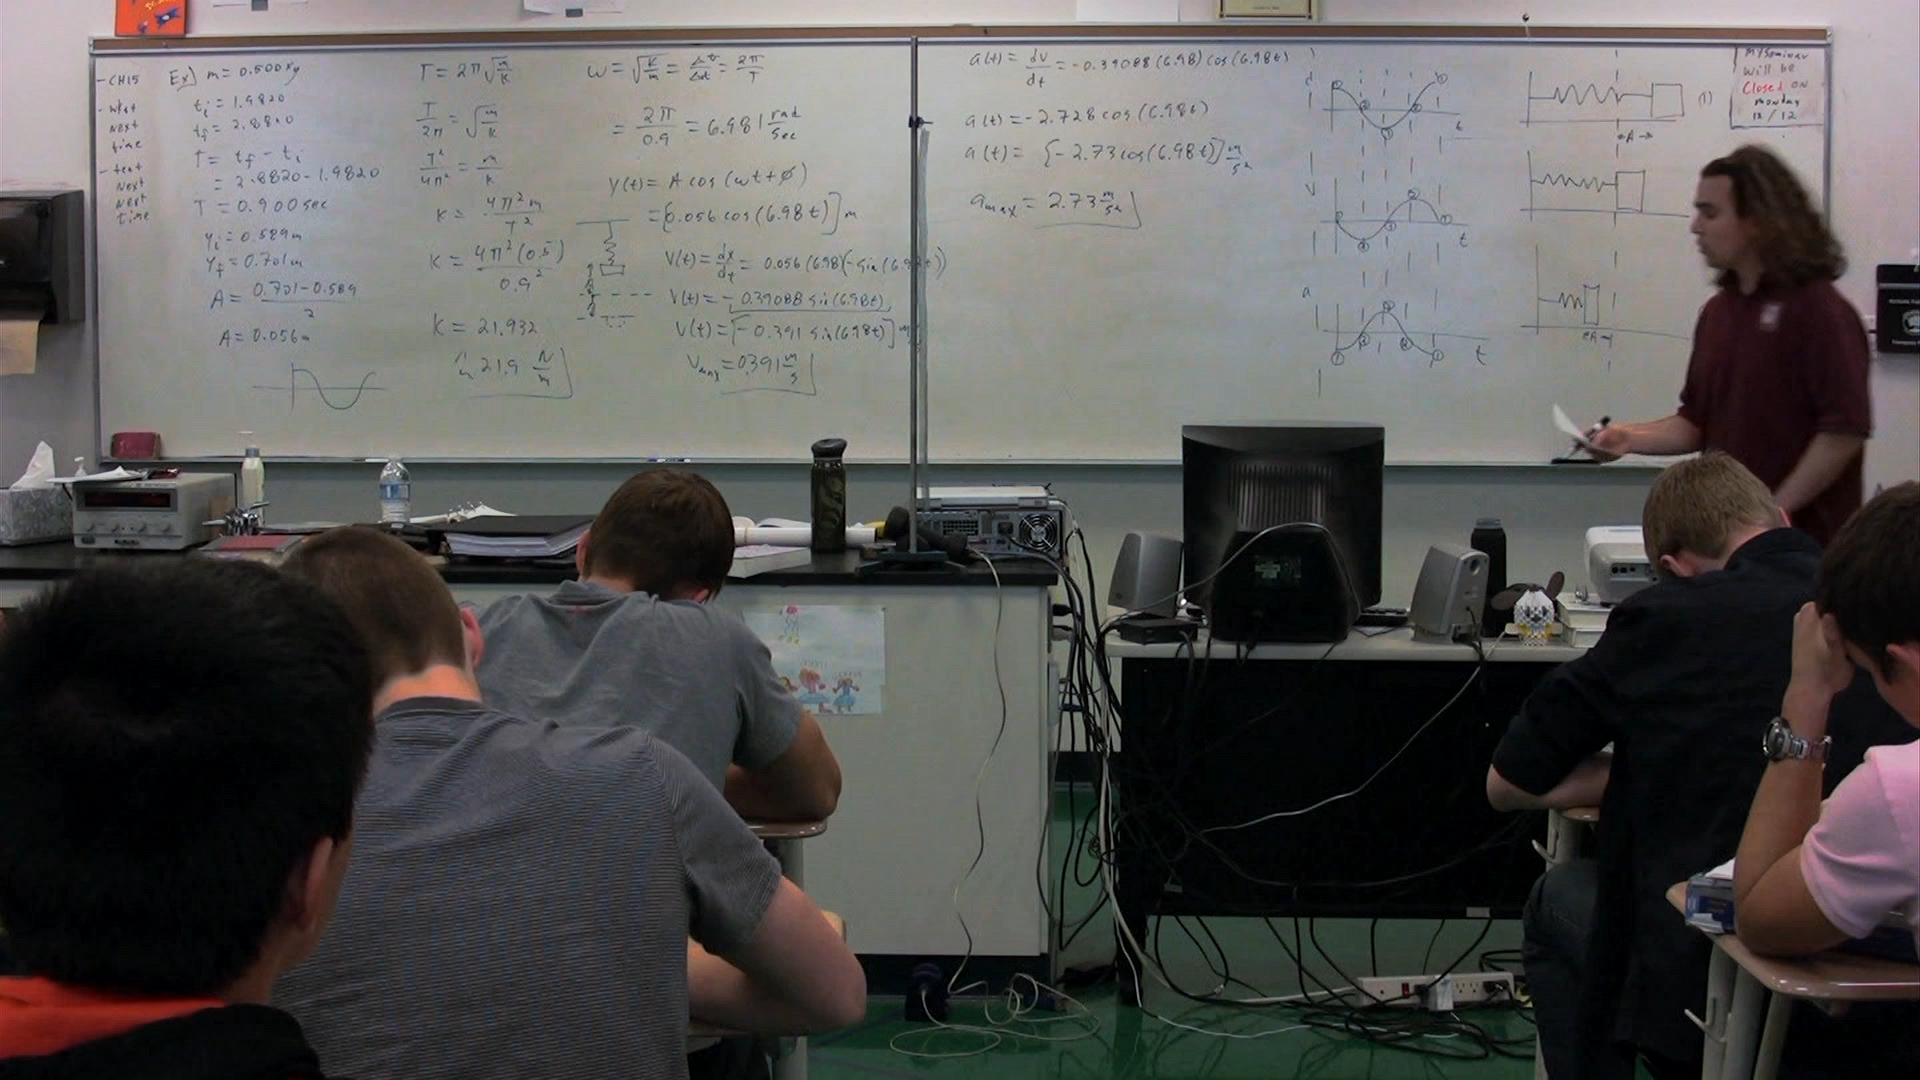 - CH15
- wkst
next
time
- test
next
next
time
Ex) m = 0.500 kg
ti = 1.9820
tf = 2.8820
T = tf - ti
= 2.8820 - 1.9820
T = 0.900 sec
yi = 0.589m
yf = 0.701m
A = 0.701-0.589
2
A = 0.056m
T = 2π√m/k
T/2π = √m/k
T²/4π² = m/k
K = 4π²m/T²
K = 4π²(0.5)/0.9²
K = 21.932
21.9 N/m
ω = √k/m = Δθ/Δt = 2π/T
= 2π/0.9 = 6.981 rad/sec
y(t) = A cos(ωt+φ)
= [0.056 cos(6.98t)] m
V(t) = dx/dt = 0.056(6.98)(-sin(6.98t))
V(t) = -0.39088 sin(6.98t)
V(t) = [-0.391 sin(6.98t)]
Vmax = 0.391 m/s
a(t) = dv/dt = -0.39088(6.98)cos(6.98t)
a(t) = -2.728 cos(6.98t)
a(t) = [-2.73 cos(6.98t)] m/s²
amax = 2.73 m/s²
d
t
V
t
a
t
(1)
←A→
←A→
My Seminar
will be
Closed on
monday
12/12